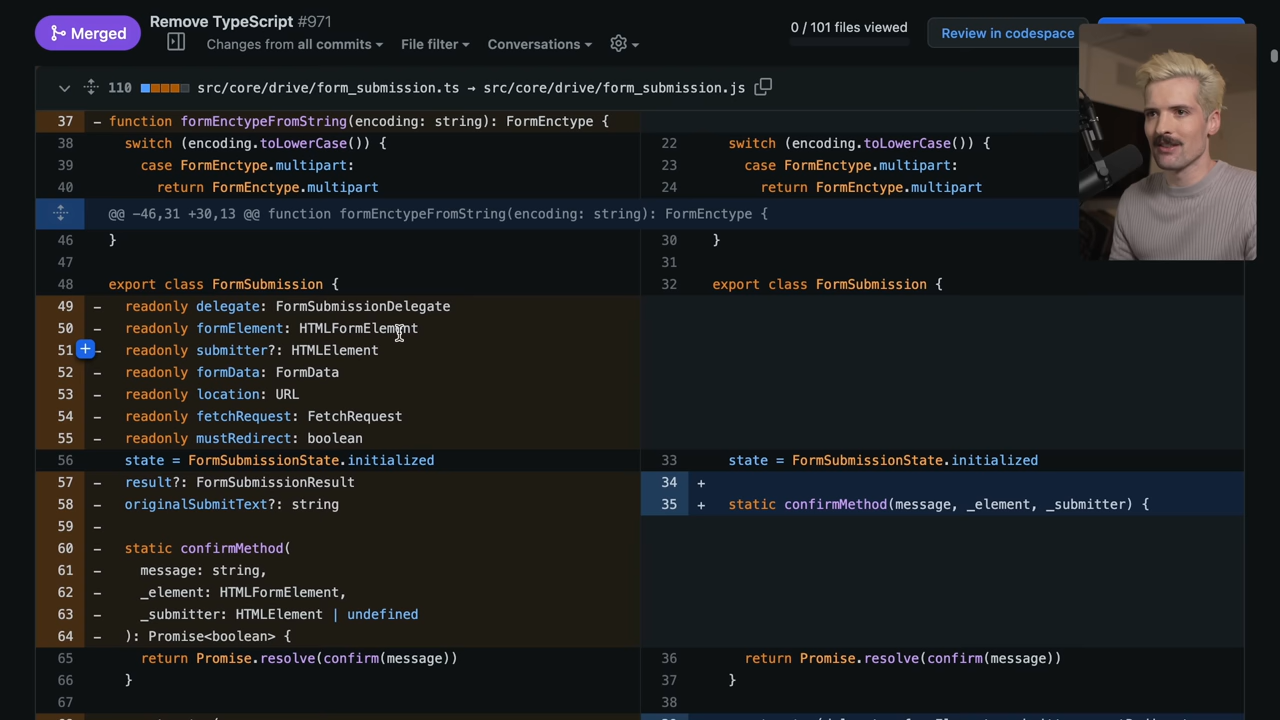 Merged
Remove TypeScript #971
Changes from all commits
File filter
Conversations
0 / 101 files viewed
Review in codespace
110 src/core/drive/form_submission.ts → src/core/drive/form_submission.js
37 - function formEnctypeFromString(encoding: string): FormEnctype {
38 switch (encoding.toLowerCase()) { 22 switch (encoding.toLowerCase()) {
39 case FormEnctype.multipart: 23 case FormEnctype.multipart:
40 return FormEnctype.multipart 24 return FormEnctype.multipart
@@ -46,31 +30,13 @@ function formEnctypeFromString(encoding: string): FormEnctype {
46 } 30 }
47 31
48 export class FormSubmission { 32 export class FormSubmission {
49 - readonly delegate: FormSubmissionDelegate
50 - readonly formElement: HTMLFormElement
51 - readonly submitter?: HTMLElement
52 - readonly formData: FormData
53 - readonly location: URL
54 - readonly fetchRequest: FetchRequest
55 - readonly mustRedirect: boolean
56 state = FormSubmissionState.initialized 33 state = FormSubmissionState.initialized
57 - result?: FormSubmissionResult 34 +
58 - originalSubmitText?: string 35 + static confirmMethod(message, _element, _submitter) {
59 -
60 - static confirmMethod(
61 - message: string,
62 - _element: HTMLFormElement,
63 - _submitter: HTMLElement | undefined
64 - ): Promise<boolean> {
65 return Promise.resolve(confirm(message)) 36 return Promise.resolve(confirm(message))
66 } 37 }
67 38